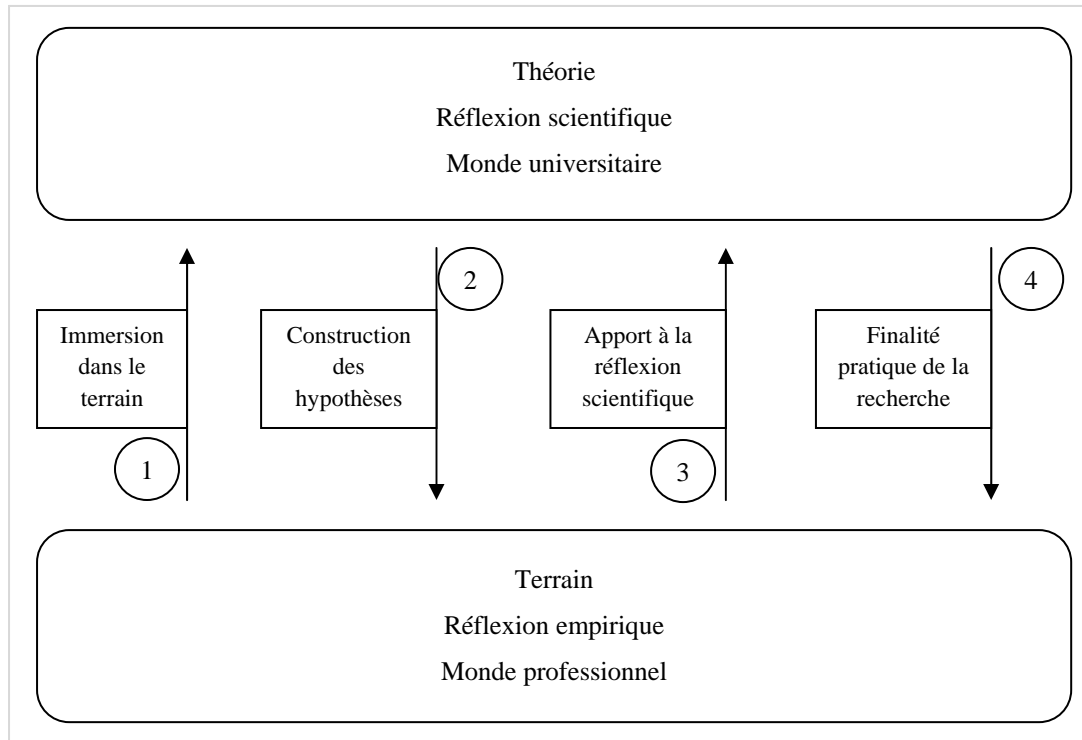 Théorie
Réflexion scientifique
Monde universitaire
2
4
Immersion
dans le
terrain
Construction
des
hypothèses
Apport à la
réflexion
scientifique
Finalité
pratique de la
recherche
1
3
Terrain
Réflexion empirique
Monde professionnel